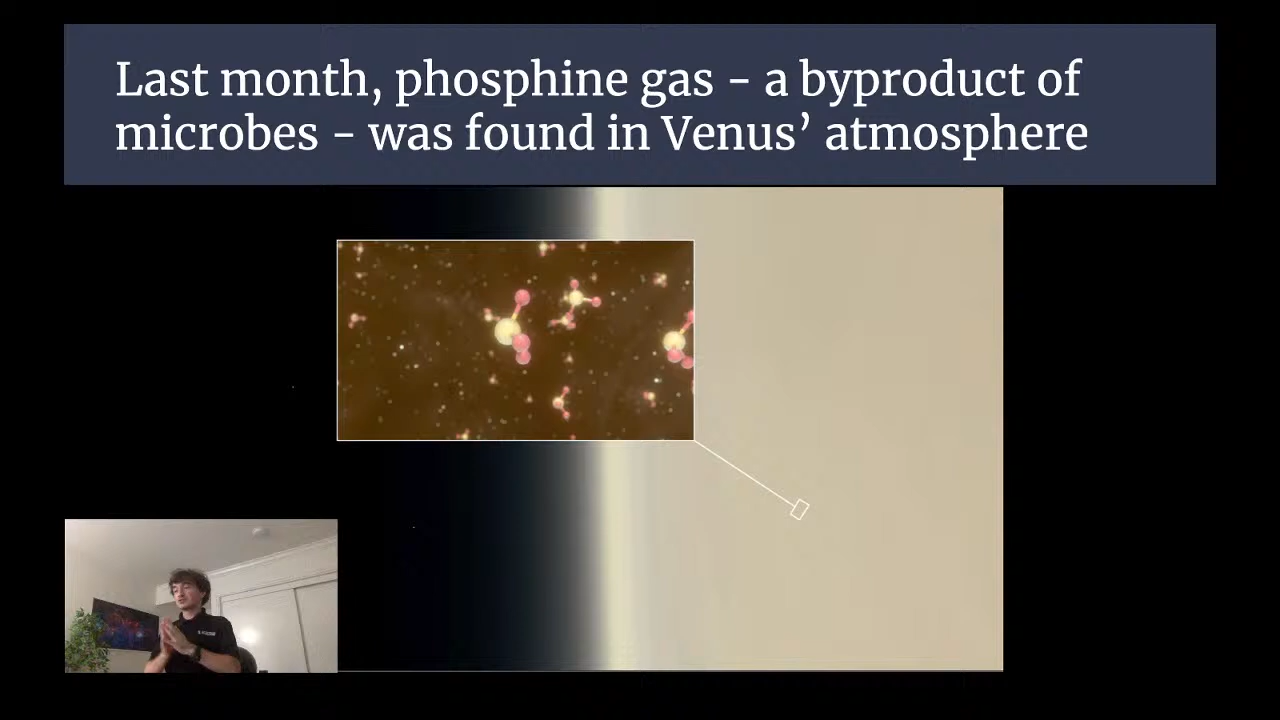 Last month, phosphine gas - a byproduct of
microbes - was found in Venus’ atmosphere